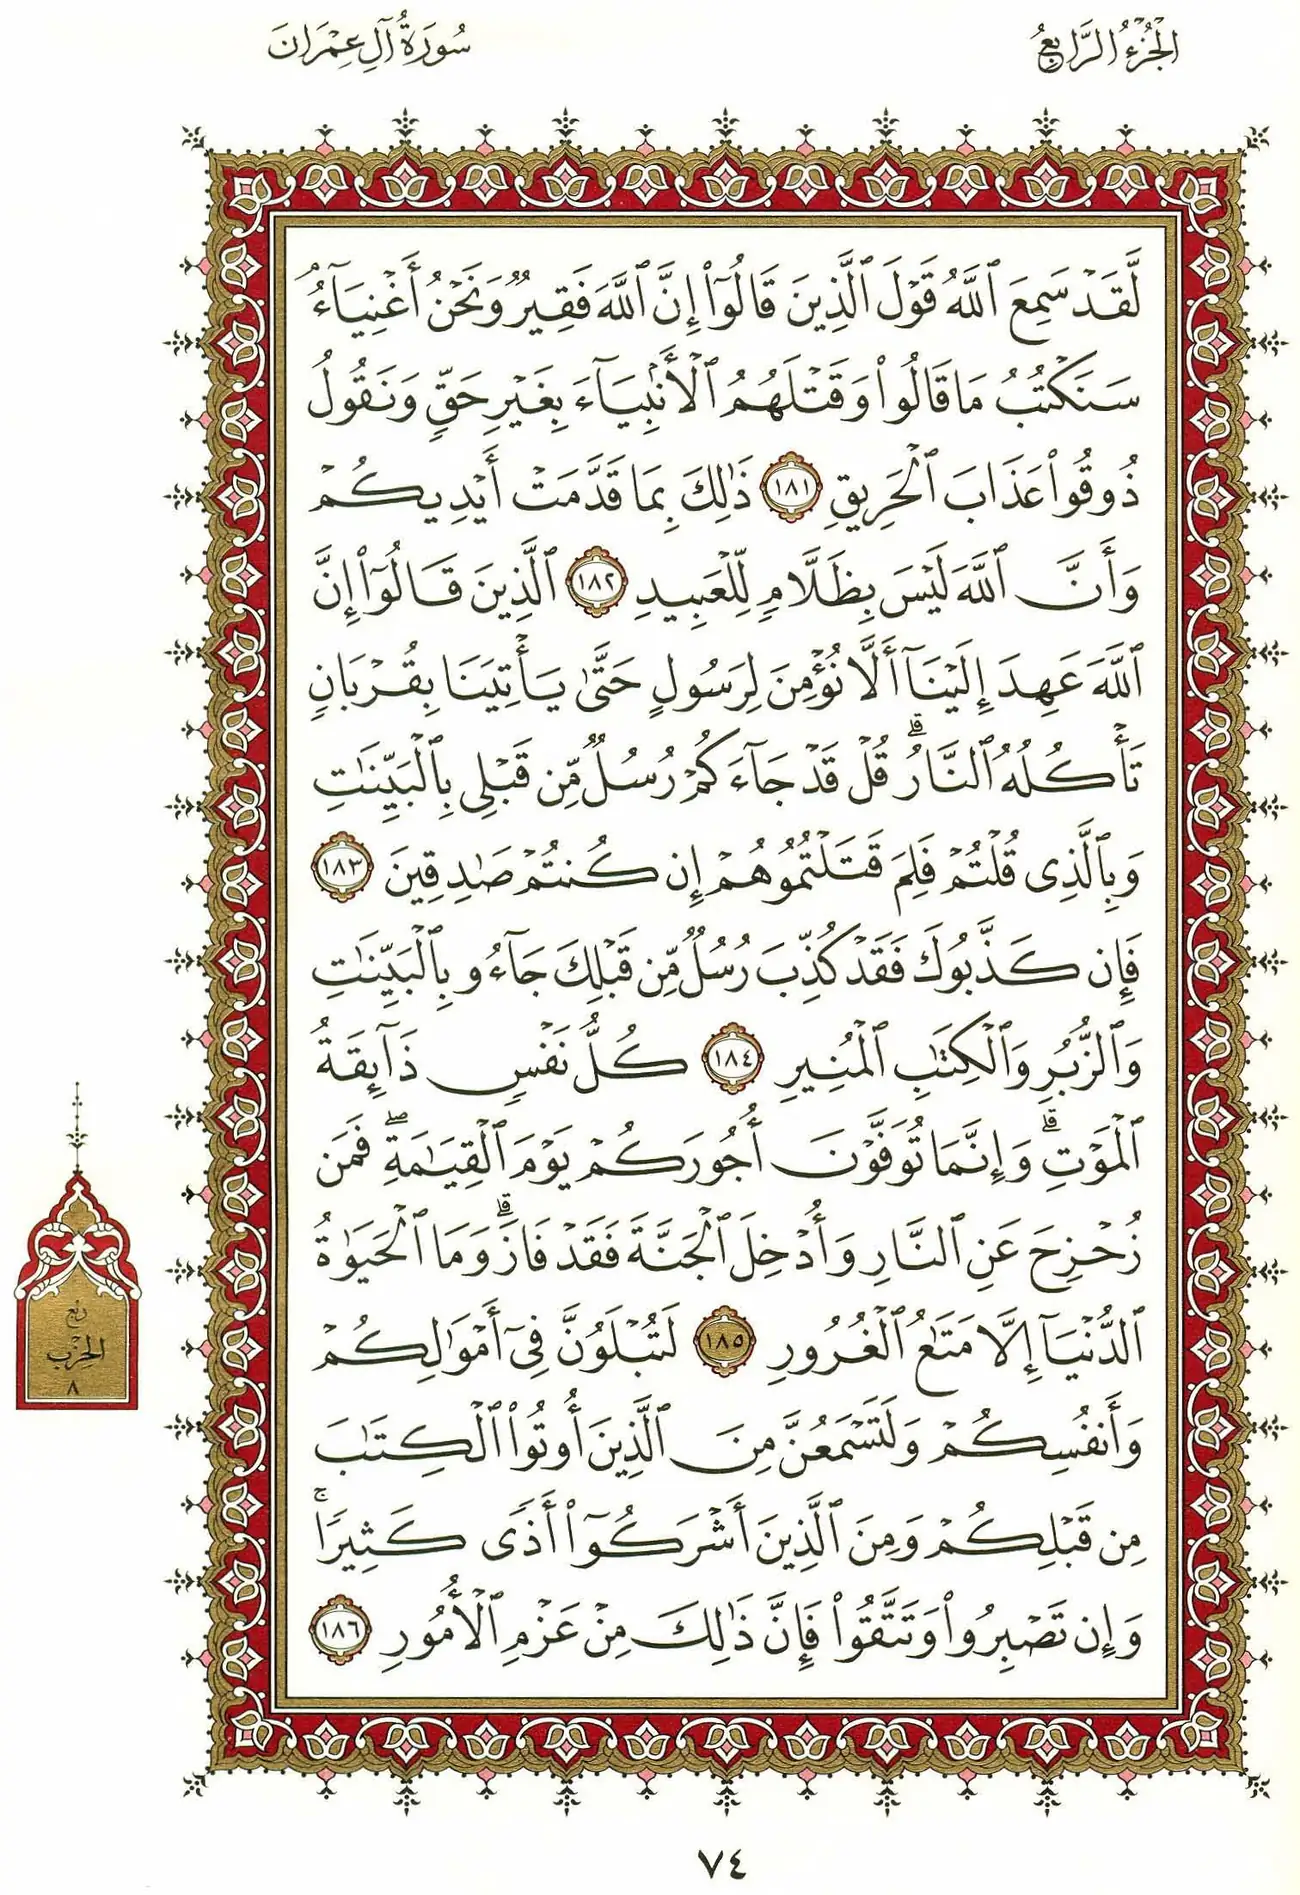 الجُزْءُ الرَّابِعُ
سُورَةُ آلِ عِمْرَانَ
لَّقَدْ سَمِعَ ٱللَّهُ قَوْلَ ٱلَّذِينَ قَالُوٓا۟ إِنَّ ٱللَّهَ فَقِيرٌ وَنَحْنُ أَغْنِيَآءُ
سَنَكْتُبُ مَا قَالُوا۟ وَقَتْلَهُمُ ٱلْأَنۢبِيَآءَ بِغَيْرِ حَقٍّ وَنَقُولُ
ذُوقُوا۟ عَذَابَ ٱلْحَرِيقِ ١٨١ ذَٰلِكَ بِمَا قَدَّمَتْ أَيْدِيكُمْ
وَأَنَّ ٱللَّهَ لَيْسَ بِظَلَّامٍ لِّلْعَبِيدِ ١٨٢ ٱلَّذِينَ قَالُوٓا۟ إِنَّ
ٱللَّهَ عَهِدَ إِلَيْنَآ أَلَّا نُؤْمِنَ لِرَسُولٍ حَتَّىٰ يَأْتِيَنَا بِقُرْبَانٍ
تَأْكُلُهُ ٱلنَّارُ ۗ قُلْ قَدْ جَآءَكُمْ رُسُلٌ مِّن قَبْلِى بِٱلْبَيِّنَٰتِ
وَبِٱلَّذِى قُلْتُمْ فَلِمَ قَتَلْتُمُوهُمْ إِن كُنتُمْ صَٰدِقِينَ ١٨٣
فَإِن كَذَّبُوكَ فَقَدْ كُذِّبَ رُسُلٌ مِّن قَبْلِكَ جَآءُو بِٱلْبَيِّنَٰتِ
وَٱلزُّبُرِ وَٱلْكِتَٰبِ ٱلْمُنِيرِ ١٨٤ كُلُّ نَفْسٍ ذَآئِقَةُ
ٱلْمَوْتِ ۗ وَإِنَّمَا تُوَفَّوْنَ أُجُورَكُمْ يَوْمَ ٱلْقِيَٰمَةِ ۖ فَمَن
زُحْزِحَ عَنِ ٱلنَّارِ وَأُدْخِلَ ٱلْجَنَّةَ فَقَدْ فَازَ ۗ وَمَا ٱلْحَيَوٰةُ
ٱلدُّنْيَآ إِلَّا مَتَٰعُ ٱلْغُرُورِ ١٨٥ لَتُبْلَوُنَّ فِىٓ أَمْوَٰلِكُمْ
وَأَنفُسِكُمْ وَلَتَسْمَعُنَّ مِنَ ٱلَّذِينَ أُوتُوا۟ ٱلْكِتَٰبَ
مِن قَبْلِكُمْ وَمِنَ ٱلَّذِينَ أَشْرَكُوٓا۟ أَذًى كَثِيرًا ۚ
وَإِن تَصْبِرُوا۟ وَتَتَّقُوا۟ فَإِنَّ ذَٰلِكَ مِنْ عَزْمِ ٱلْأُمُورِ ١٨٦
رُبْع
الحِزْب
٨
٧٤